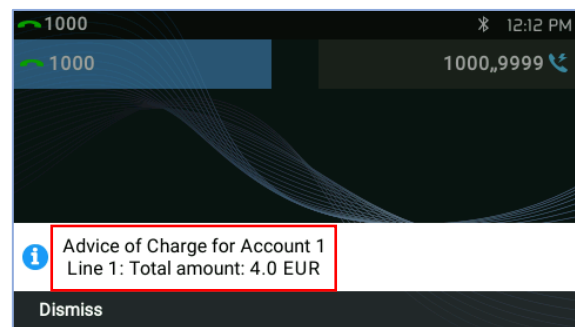 1000
12:12 PM
1000
1000,,9999
Advice of Charge for Account 1
Line 1: Total amount: 4.0 EUR
Dismiss